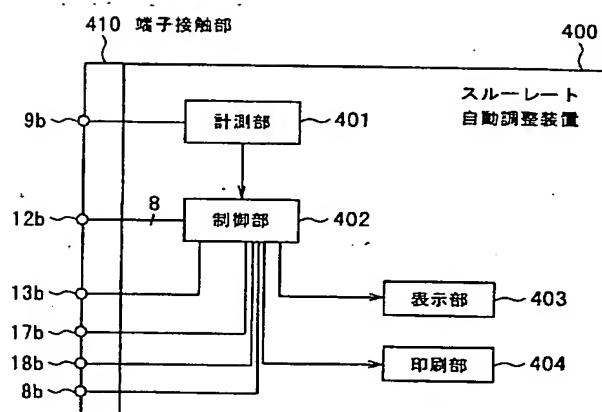 410 端子接触部
400
スルーレート
自動調整装置
9b
計測部
401
8
12b
制御部
402
13b
表示部
403
17b
18b
印刷部
404
8b